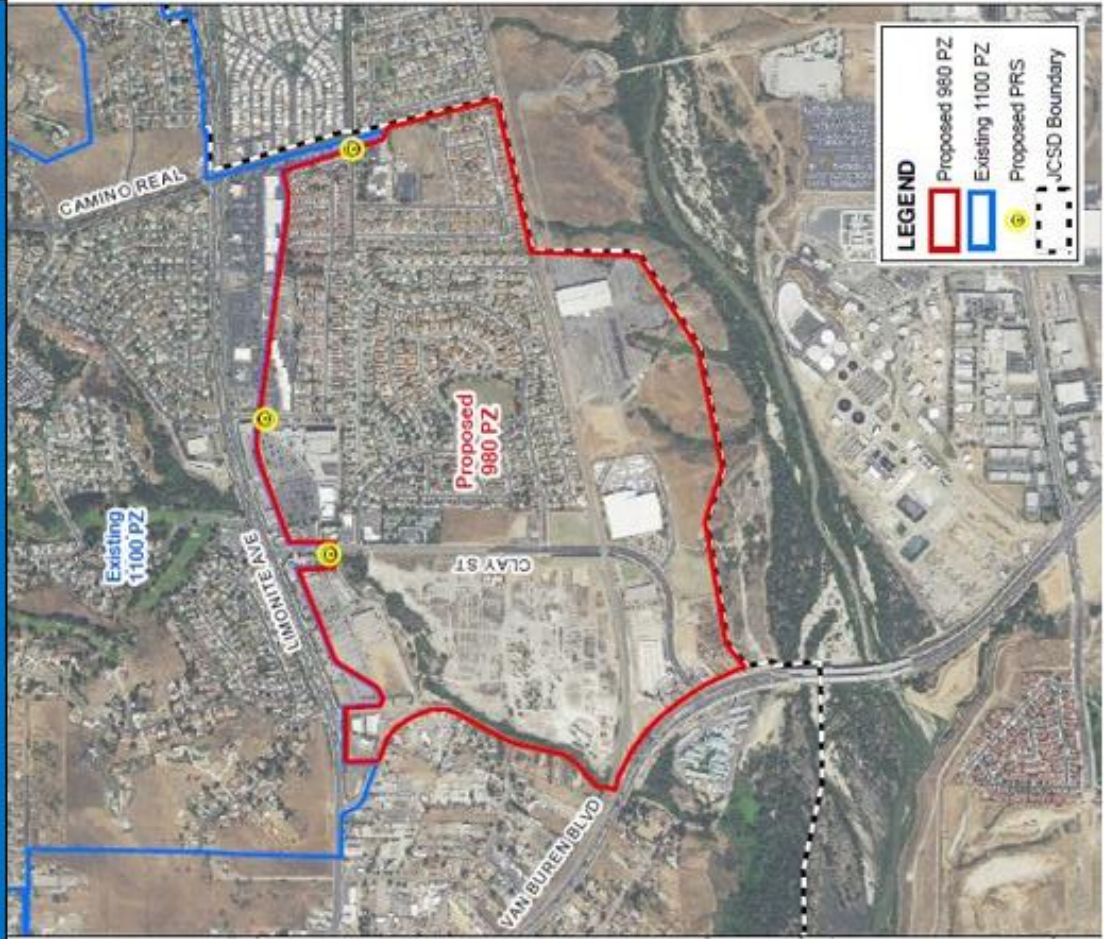 CAMINO REAL
Existing
1100 PZ
LIMONITE AVE
Proposed
980 PZ
CLAY ST
VAN BUREN BLVD
LEGEND
Proposed 980 PZ
Existing 1100 PZ
Proposed PRS
JCSD Boundary